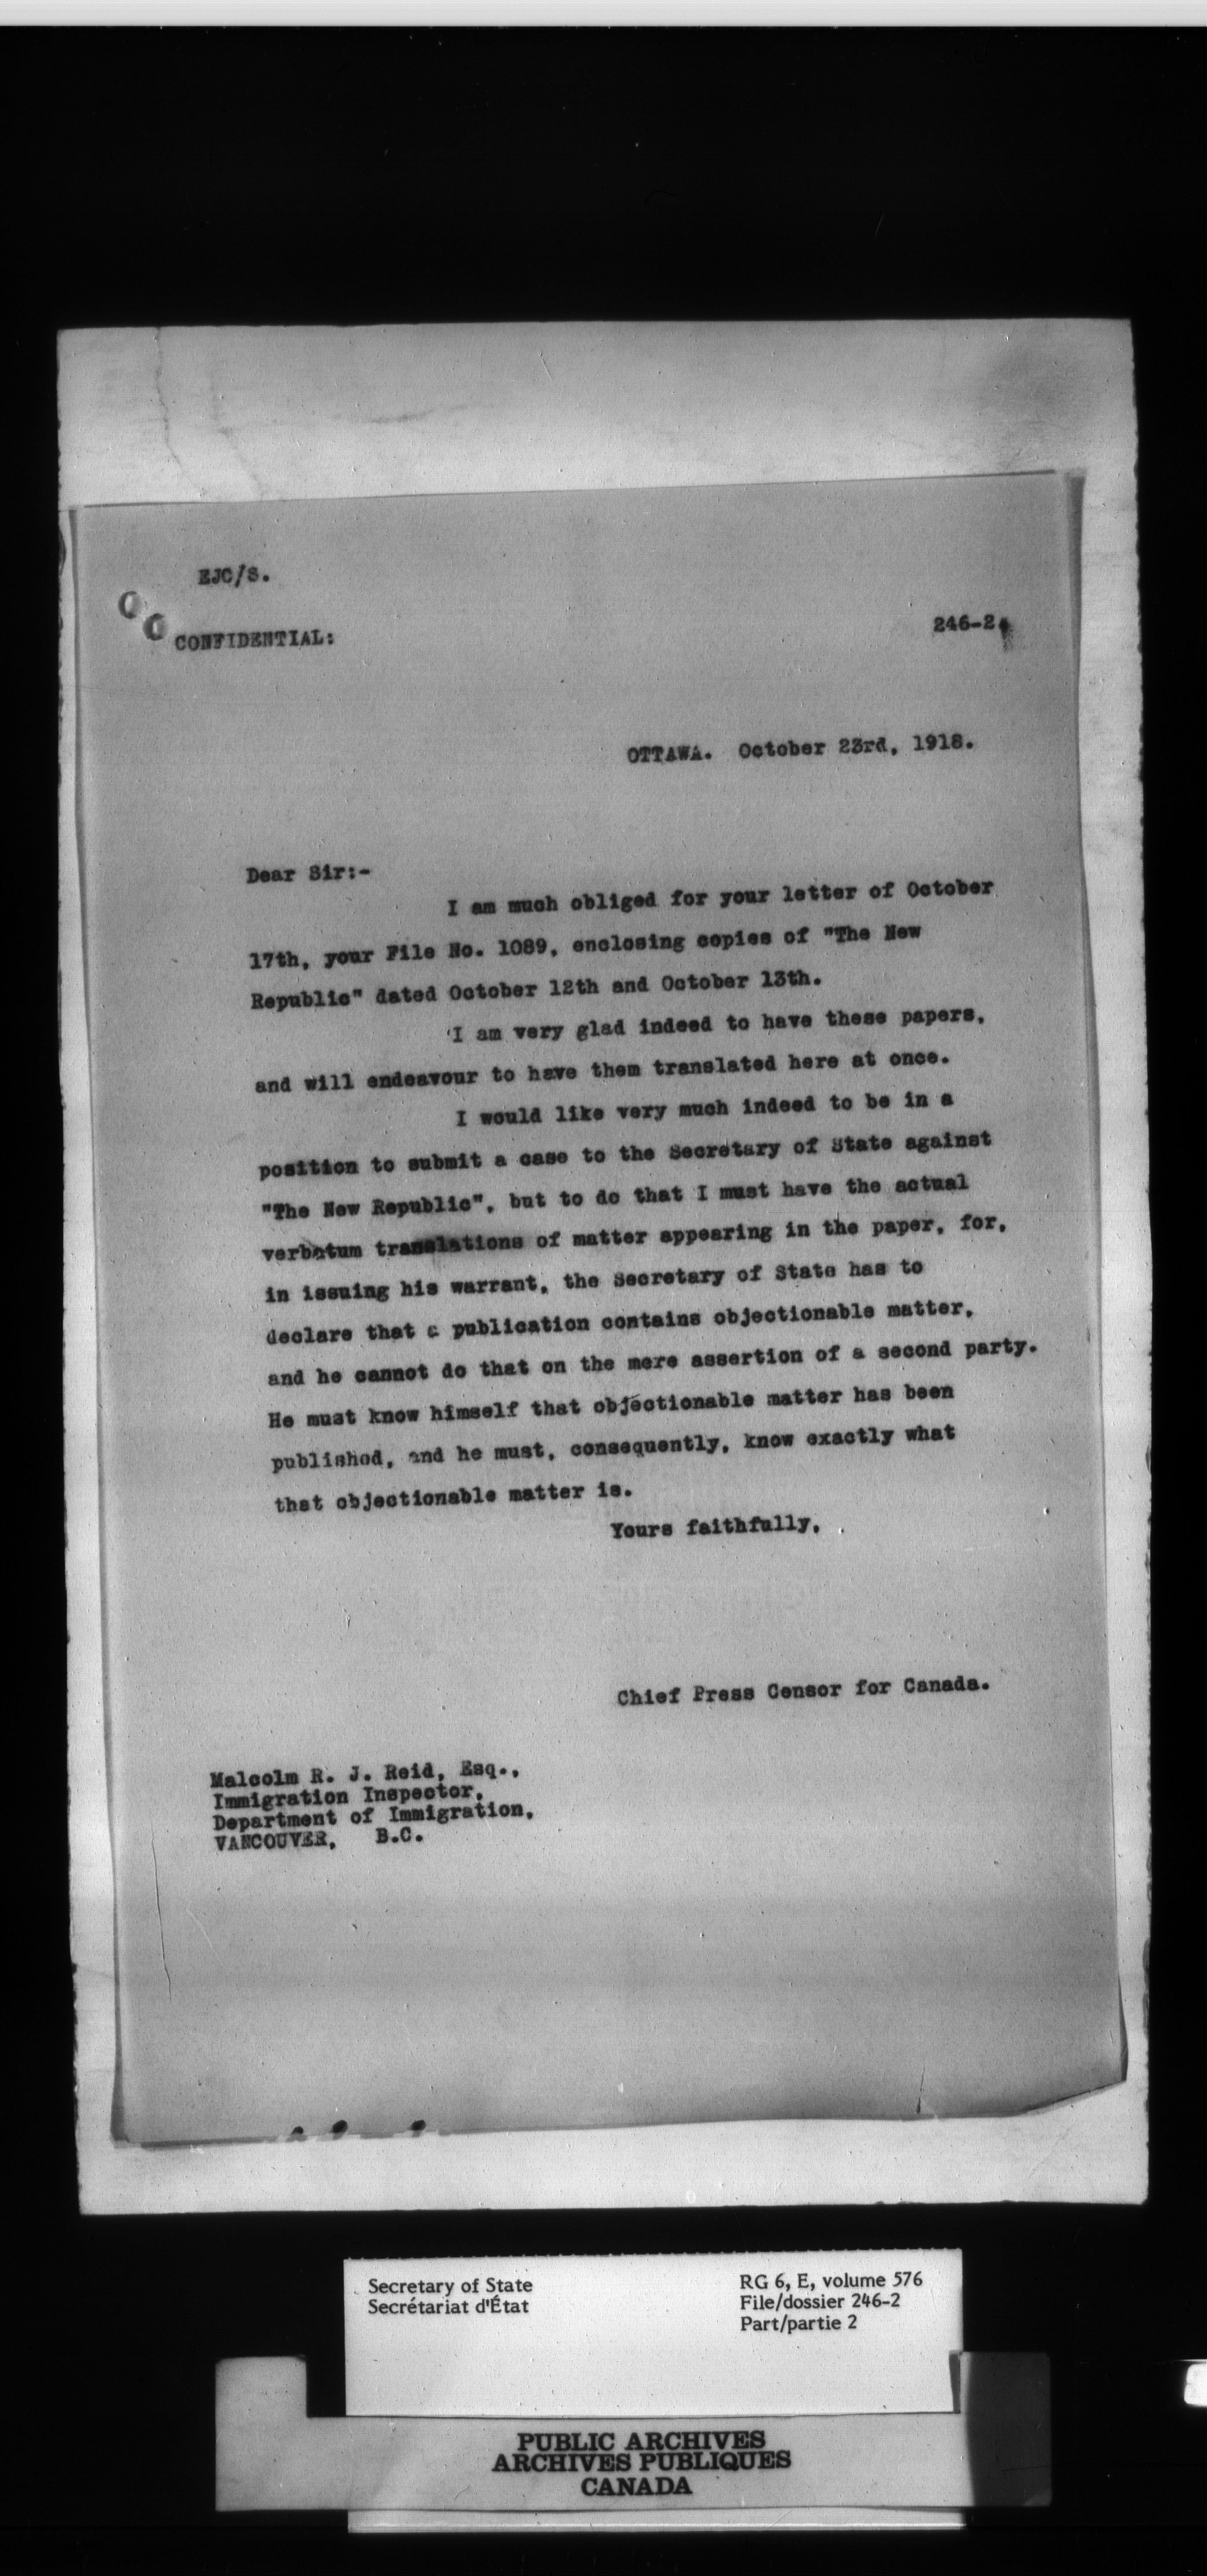 EJC/S.
CONFIDENTIAL:
246-2
OTTAWA. October 23rd, 1918.
Dear Sir:-
I am much obliged for your letter of October
17th, your File No. 1089, enclosing copies of "The New
Republic" dated October 12th and October 13th.
I am very glad indeed to have these papers,
and will endeavour to have them translated here at once.
I would like very much indeed to be in a
position to submit a case to the Secretary of State against
"The New Republic", but to do that I must have the actual
verbatum translations of matter appearing in the paper, for,
in issuing his warrant, the Secretary of State has to
declare that a publication contains objectionable matter,
and he cannot do that on the mere assertion of a second party.
He must know himself that objectionable matter has been
published, and he must, consequently, know exactly what
that objectionable matter is.
Yours faithfully,
Chief Press Censor for Canada.
Malcolm R. J. Reid, Esq.,
Immigration Inspector,
Department of Immigration,
VANCOUVER, B.C.
Secretary of State
Secrétariat d'État
RG 6, E, volume 576
File/dossier 246-2
Part/partie 2
PUBLIC ARCHIVES
ARCHIVES PUBLIQUES
CANADA